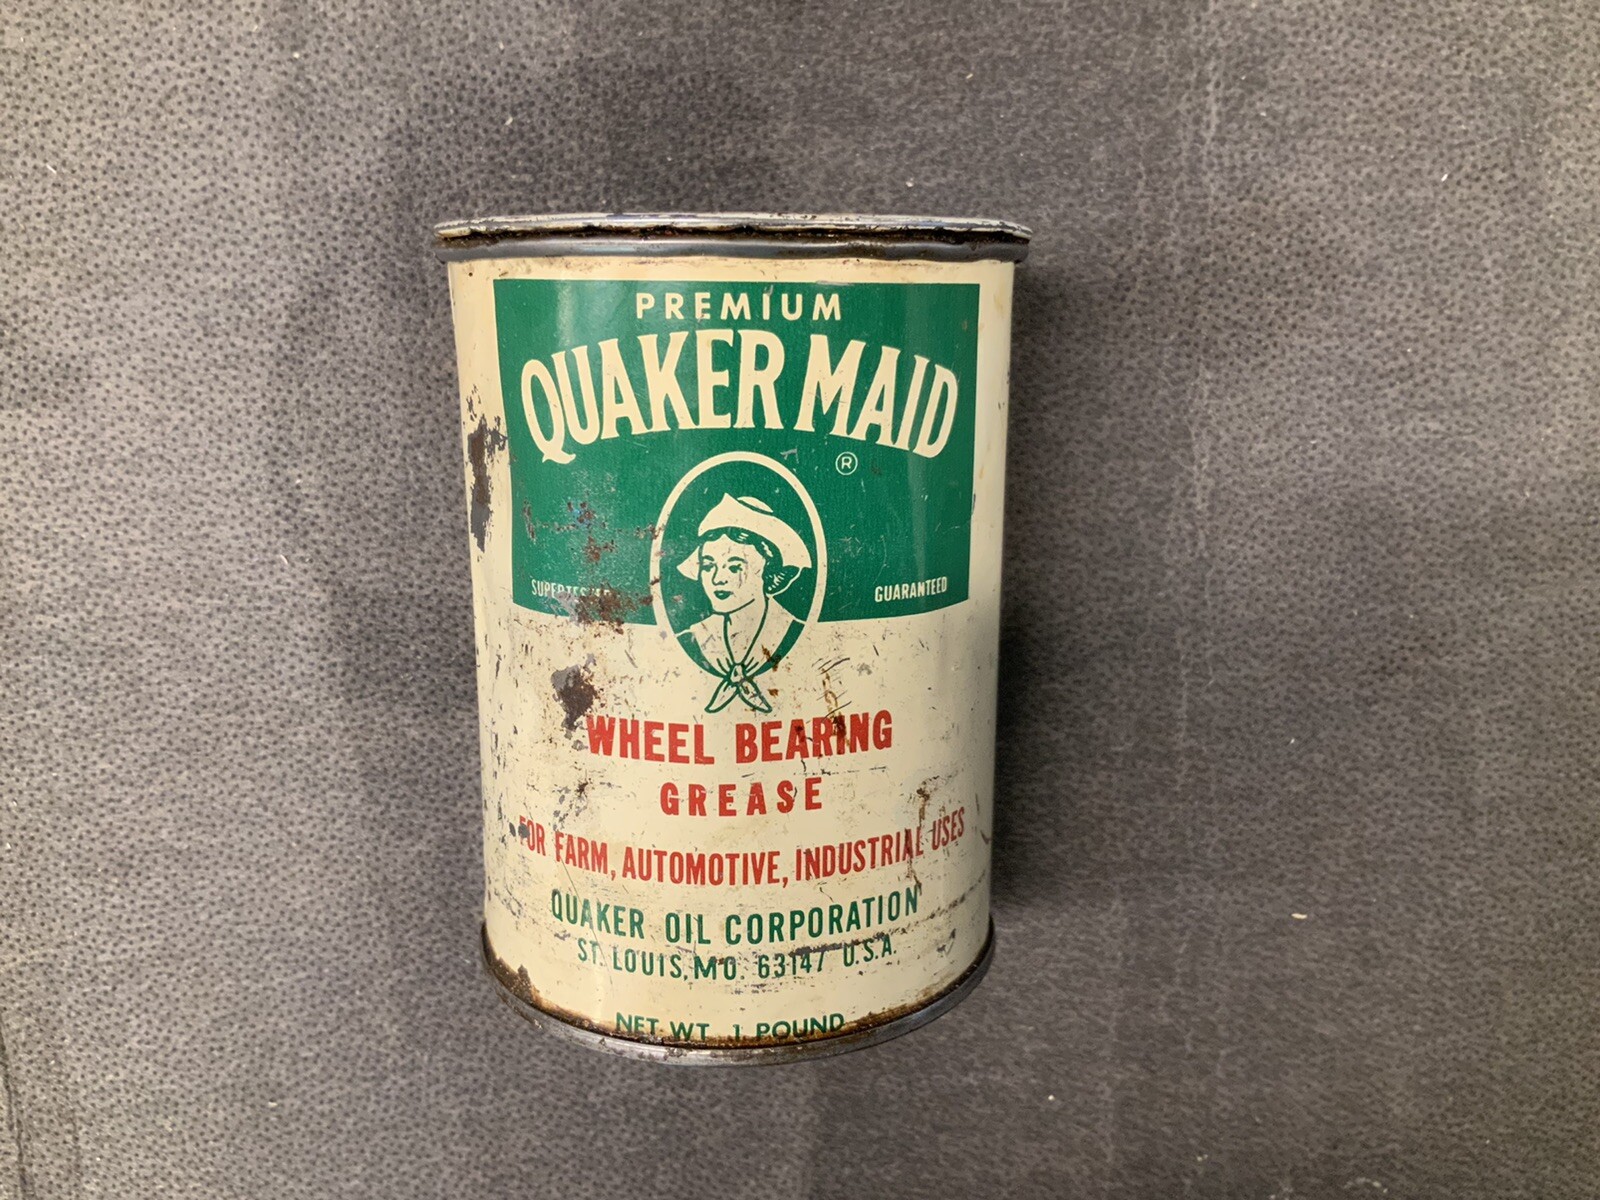 PREMIUM
QUAKER MAID
®
SUPERTESTED
GUARANTEED
WHEEL BEARING
GREASE
FOR FARM, AUTOMOTIVE, INDUSTRIAL USES
QUAKER OIL CORPORATION
ST. LOUIS, MO. 63147 U.S.A.
NET WT. 1 POUND